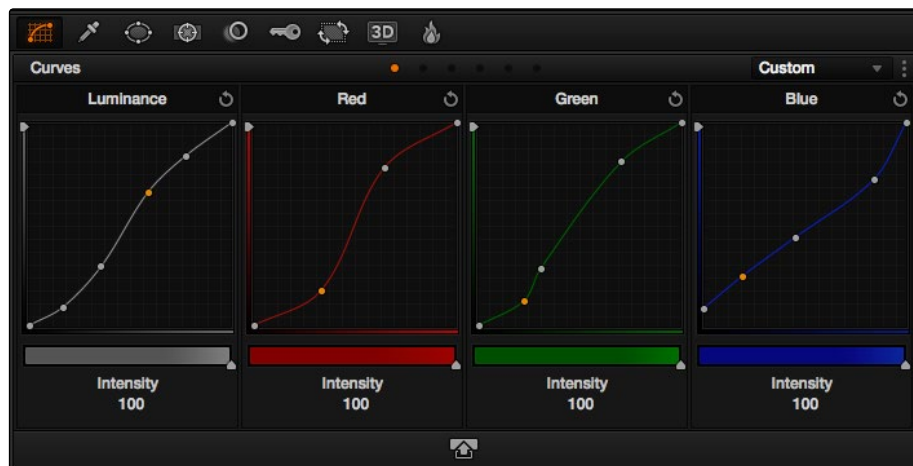 3D
Curves
Custom
Luminance
Red
Green
Blue
Intensity
100
Intensity
100
Intensity
100
Intensity
100